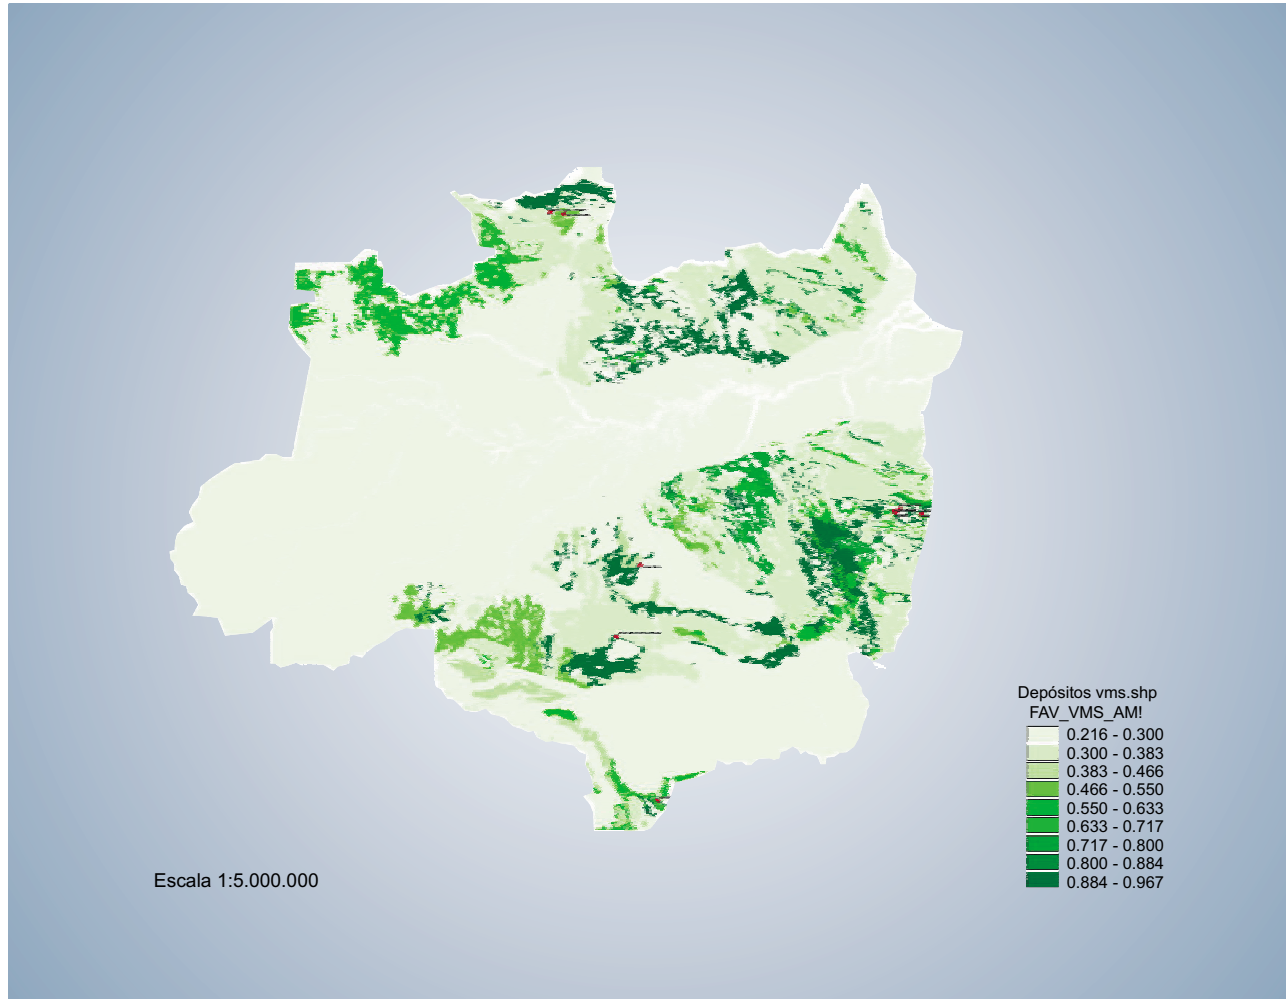 Depósitos vms.shp
FAV_VMS_AM!
0.216 - 0.300
0.300 - 0.383
0.383 - 0.466
0.466 - 0.550
0.550 - 0.633
0.633 - 0.717
0.717 - 0.800
0.800 - 0.884
0.884 - 0.967
Escala 1:5.000.000